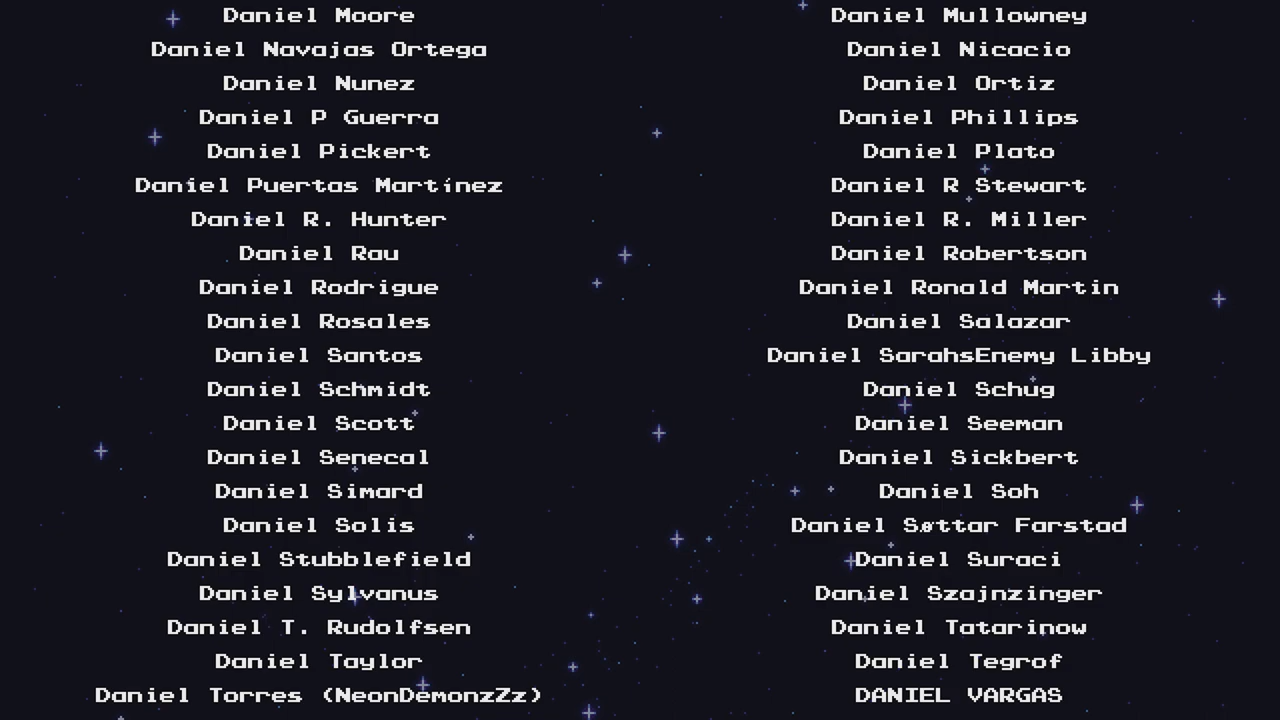 Daniel Moore
Daniel Mullowney
Daniel Navajas Ortega
Daniel Nicacio
Daniel Nunez
Daniel Ortiz
Daniel P Guerra
Daniel Phillips
Daniel Pickert
Daniel Plato
Daniel Puertas Martínez
Daniel R Stewart
Daniel R. Hunter
Daniel R. Miller
Daniel Rau
Daniel Robertson
Daniel Rodrigue
Daniel Ronald Martin
Daniel Rosales
Daniel Salazar
Daniel Santos
Daniel SarahsEnemy Libby
Daniel Schmidt
Daniel Schug
Daniel Scott
Daniel Seeman
Daniel Senecal
Daniel Sickbert
Daniel Simard
Daniel Soh
Daniel Solis
Daniel Søttar Farstad
Daniel Stubblefield
Daniel Suraci
Daniel Sylvanus
Daniel Szajnzinger
Daniel T. Rudolfsen
Daniel Tatarinow
Daniel Taylor
Daniel Tegrof
Daniel Torres (NeonDemonzZz)
DANIEL VARGAS